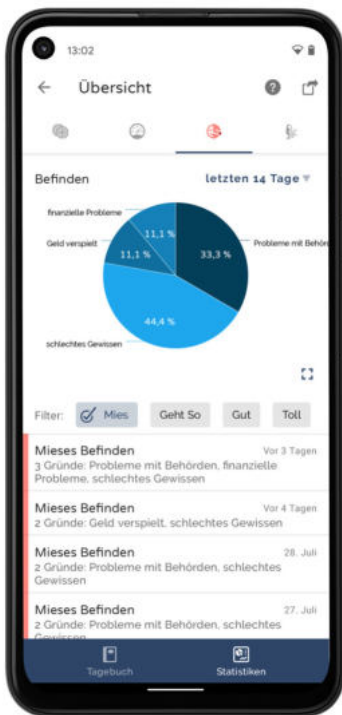 13:02
Übersicht
Befinden
letzten 14 Tage
finanzielle Probleme
Geld verspielt
11,1 %
11,1 %
33,3 %
Probleme mit Behör
44,4 %
schlechtes Gewissen
Filter:
Mies
Geht So
Gut
Toll
Mieses Befinden
Vor 3 Tagen
3 Gründe: Probleme mit Behörden, finanzielle
Probleme, schlechtes Gewissen
Mieses Befinden
Vor 4 Tagen
2 Gründe: Geld verspielt, schlechtes Gewissen
Mieses Befinden
28. Juli
2 Gründe: Probleme mit Behörden, schlechtes
Gewissen
Mieses Befinden
27. Juli
2 Gründe: Probleme mit Behörden, schlechtes
Gewissen
Tagebuch
Statistiken